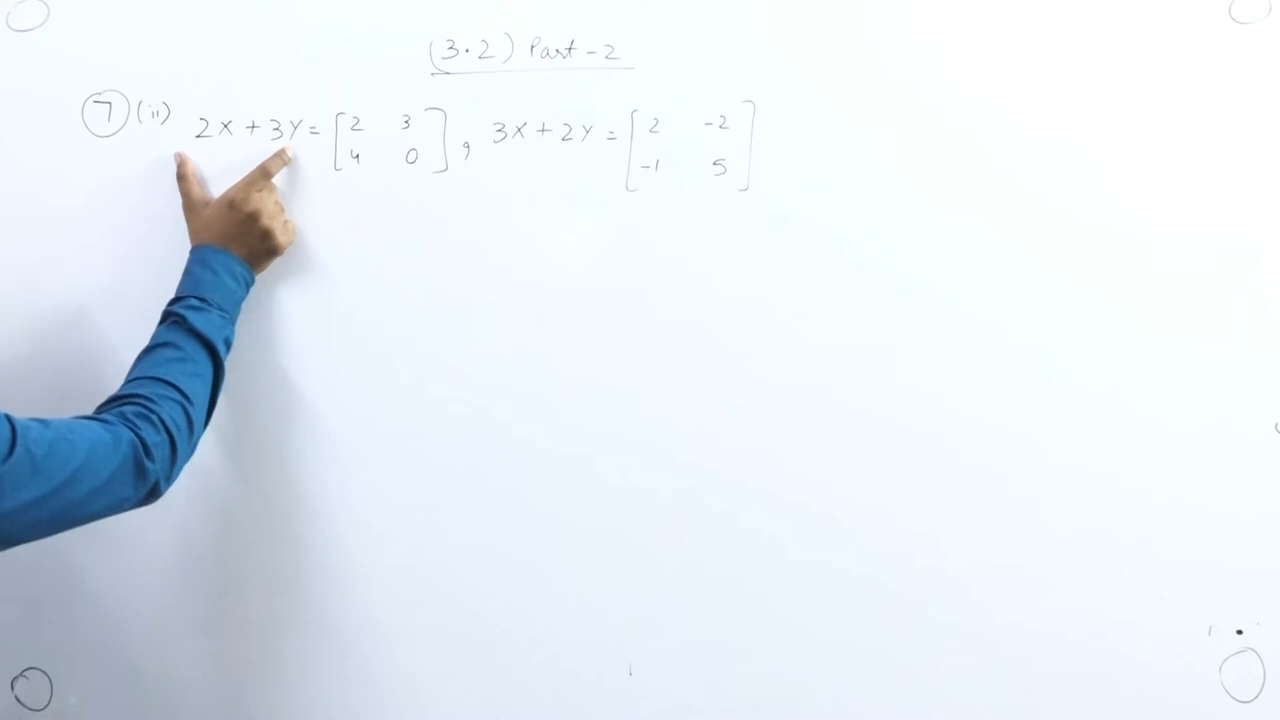 (3.2) Part-2
7 (ii) 2X + 3Y = [2 3
4 0] , 3X + 2Y = [2 -2
-1 5]